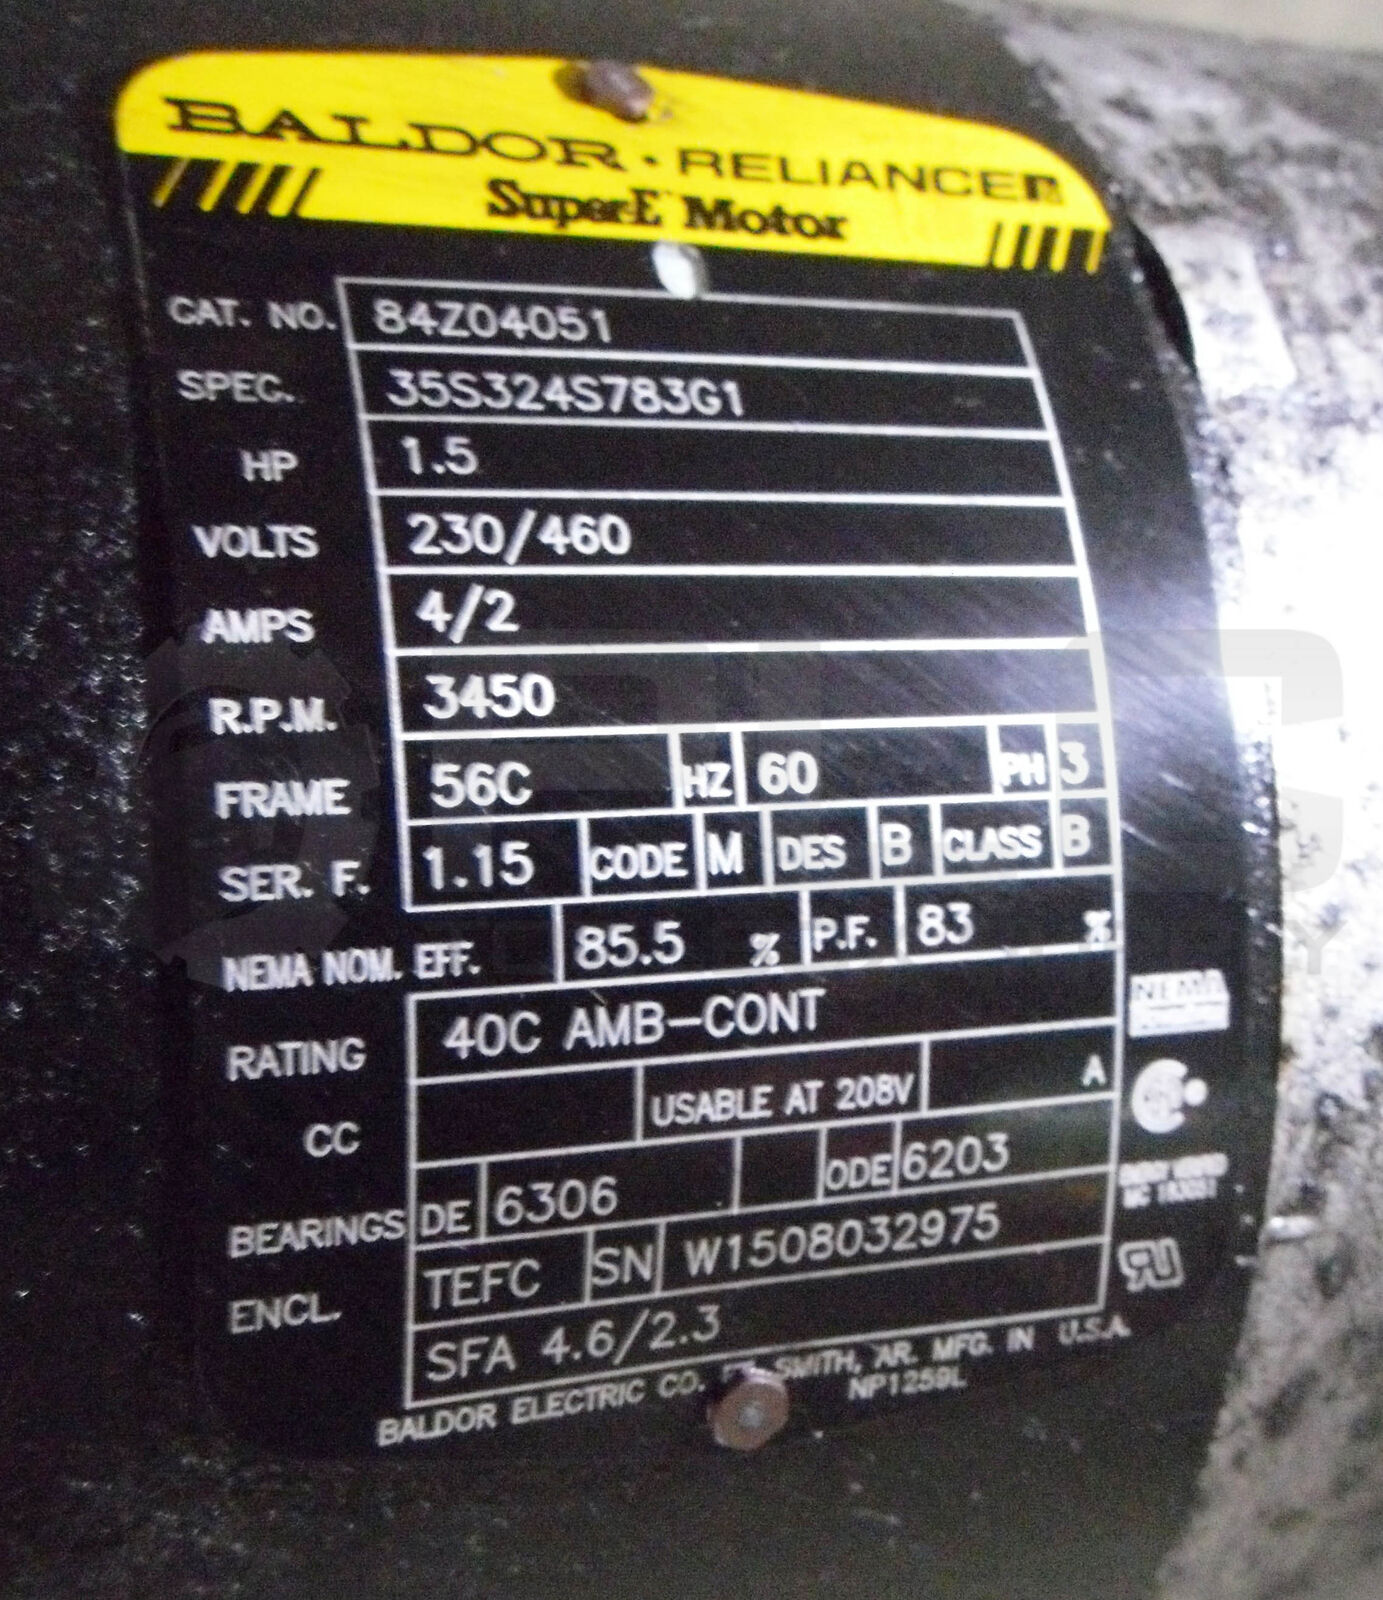 BALDOR · RELIANCE
Super-E Motor
CAT. NO. 84Z04051
SPEC. 35S324S783G1
HP 1.5
VOLTS 230/460
AMPS 4/2
R.P.M. 3450
FRAME 56C HZ 60 PH 3
SER. F. 1.15 CODE M DES B CLASS B
NEMA NOM. EFF. 85.5 % P.F. 83 %
RATING 40C AMB-CONT
NEMA
CC USABLE AT 208V A
BEARINGS DE 6306 ODE 6203
ENCL. TEFC SN W1508032975
SFA 4.6/2.3
BALDOR ELECTRIC CO. SMITH, AR. MFG. IN U.S.A.
NP1259L